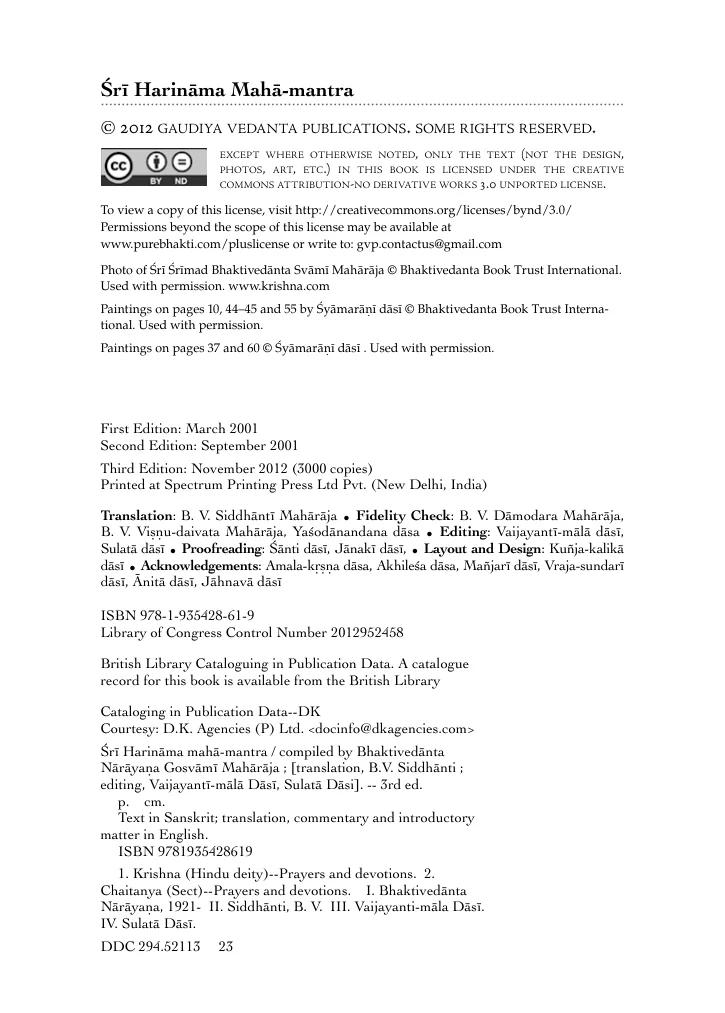 Śrī Harināma Mahā-mantra
© 2012 GAUDIYA VEDANTA PUBLICATIONS. SOME RIGHTS RESERVED.
cc BY ND
EXCEPT WHERE OTHERWISE NOTED, ONLY THE TEXT (NOT THE DESIGN,
PHOTOS, ART, ETC.) IN THIS BOOK IS LICENSED UNDER THE CREATIVE
COMMONS ATTRIBUTION-NO DERIVATIVE WORKS 3.0 UNPORTED LICENSE.
To view a copy of this license, visit http://creativecommons.org/licenses/bynd/3.0/
Permissions beyond the scope of this license may be available at
www.purebhakti.com/pluslicense or write to: gvp.contactus@gmail.com
Photo of Śrī Śrīmad Bhaktivedānta Svāmī Mahārāja © Bhaktivedanta Book Trust International.
Used with permission. www.krishna.com
Paintings on pages 10, 44–45 and 55 by Śyāmarāṇī dāsī © Bhaktivedanta Book Trust Interna-
tional. Used with permission.
Paintings on pages 37 and 60 © Śyāmarāṇī dāsī . Used with permission.
First Edition: March 2001
Second Edition: September 2001
Third Edition: November 2012 (3000 copies)
Printed at Spectrum Printing Press Ltd Pvt. (New Delhi, India)
Translation: B. V. Siddhāntī Mahārāja • Fidelity Check: B. V. Dāmodara Mahārāja,
B. V. Viṣṇu-daivata Mahārāja, Yaśodānandana dāsa • Editing: Vaijayantī-mālā dāsī,
Sulatā dāsī • Proofreading: Śānti dāsī, Jānakī dāsī, • Layout and Design: Kuñja-kalikā
dāsī • Acknowledgements: Amala-kṛṣṇa dāsa, Akhileśa dāsa, Mañjarī dāsī, Vraja-sundarī
dāsī, Ānitā dāsī, Jāhnavā dāsī
ISBN 978-1-935428-61-9
Library of Congress Control Number 2012952458
British Library Cataloguing in Publication Data. A catalogue
record for this book is available from the British Library
Cataloging in Publication Data--DK
Courtesy: D.K. Agencies (P) Ltd. <docinfo@dkagencies.com>
Śrī Harināma mahā-mantra / compiled by Bhaktivedānta
Nārāyaṇa Gosvāmī Mahārāja ; [translation, B.V. Siddhānti ;
editing, Vaijayantī-mālā Dāsī, Sulatā Dāsi]. -- 3rd ed.
p. cm.
Text in Sanskrit; translation, commentary and introductory
matter in English.
ISBN 9781935428619
1. Krishna (Hindu deity)--Prayers and devotions. 2.
Chaitanya (Sect)--Prayers and devotions. I. Bhaktivedānta
Nārāyaṇa, 1921- II. Siddhānti, B. V. III. Vaijayanti-māla Dāsī.
IV. Sulatā Dāsī.
DDC 294.52113 23